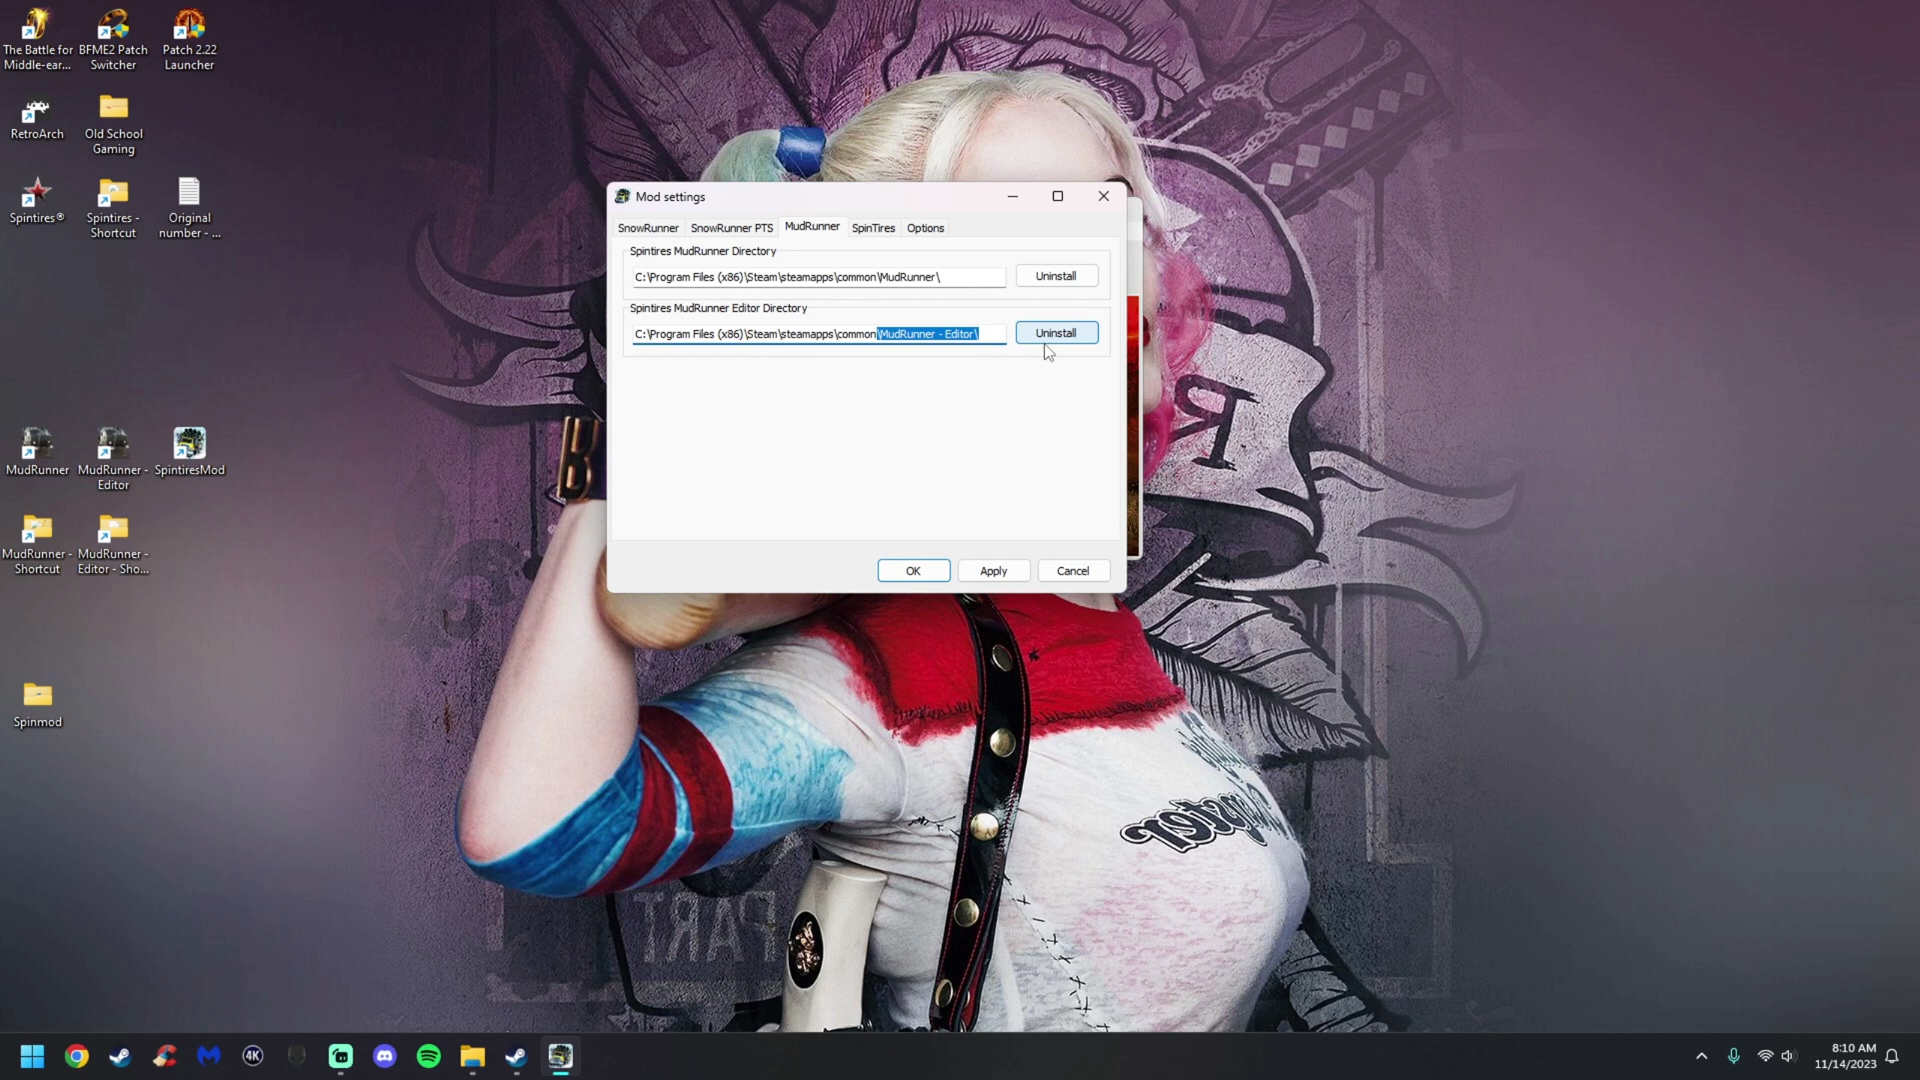 The Battle for
Middle-ear...
BFME2 Patch
Switcher
Patch 2.22
Launcher
RetroArch
Old School
Gaming
Spintires®
Spintires -
Shortcut
Original
number - ...
MudRunner
MudRunner -
Editor
SpintiresMod
MudRunner -
Shortcut
MudRunner -
Editor - Sho...
Spinmod
Mod settings
SnowRunner
SnowRunner PTS
MudRunner
SpinTires
Options
Spintires MudRunner Directory
C:\Program Files (x86)\Steam\steamapps\common\MudRunner\
Uninstall
Spintires MudRunner Editor Directory
C:\Program Files (x86)\Steam\steamapps\common\MudRunner - Editor\
Uninstall
OK
Apply
Cancel
B
PART
4K
8:10 AM
11/14/2023